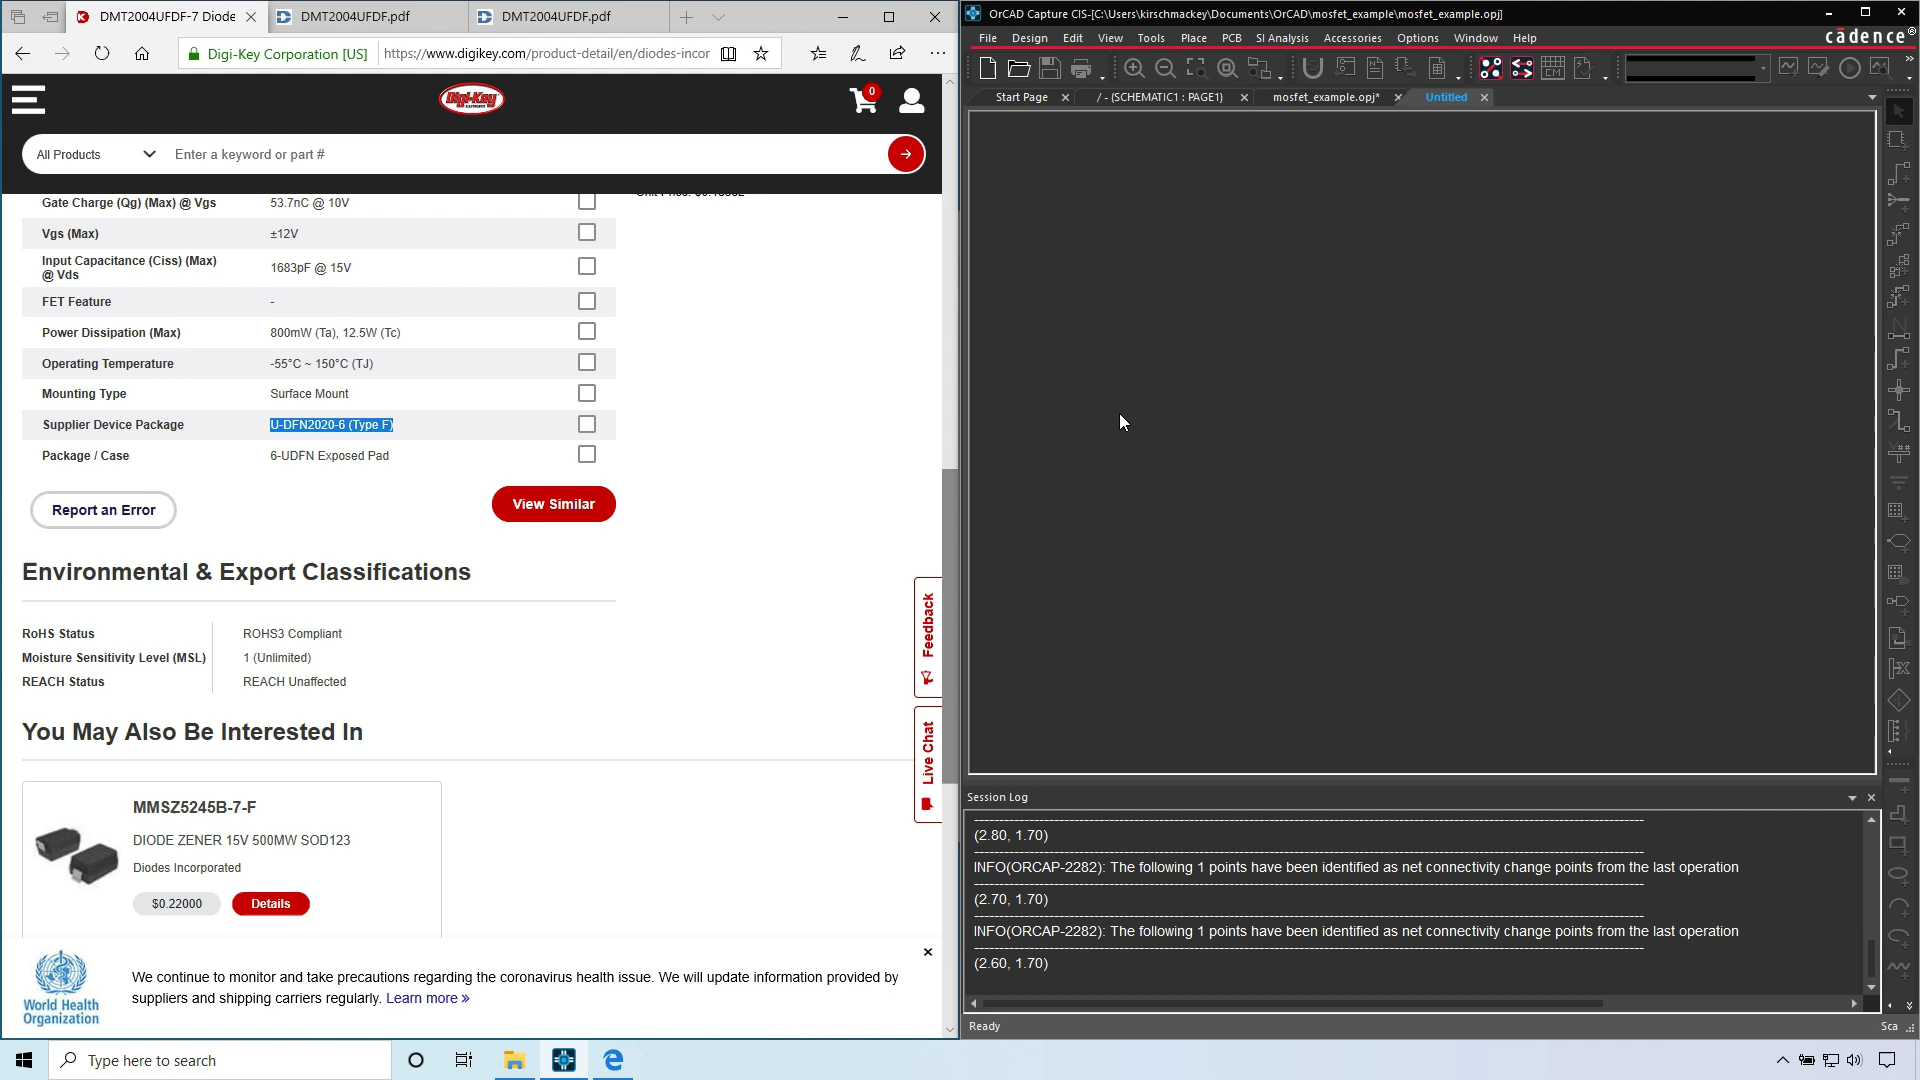 DMT2004UFDF-7 Diode
DMT2004UFDF.pdf
DMT2004UFDF.pdf
Digi-Key Corporation [US]
https://www.digikey.com/product-detail/en/diodes-incor
Digi-Key
ELECTRONICS
0
All Products
Enter a keyword or part #
Gate Charge (Qg) (Max) @ Vgs
53.7nC @ 10V
Vgs (Max)
±12V
Input Capacitance (Ciss) (Max)
@ Vds
1683pF @ 15V
FET Feature
-
Power Dissipation (Max)
800mW (Ta), 12.5W (Tc)
Operating Temperature
-55°C ~ 150°C (TJ)
Mounting Type
Surface Mount
Supplier Device Package
U-DFN2020-6 (Type F)
Package / Case
6-UDFN Exposed Pad
Report an Error
View Similar
Environmental & Export Classifications
RoHS Status
ROHS3 Compliant
Moisture Sensitivity Level (MSL)
1 (Unlimited)
REACH Status
REACH Unaffected
Feedback
Live Chat
You May Also Be Interested In
MMSZ5245B-7-F
DIODE ZENER 15V 500MW SOD123
Diodes Incorporated
$0.22000
Details
World Health
Organization
We continue to monitor and take precautions regarding the coronavirus health issue. We will update information provided by
suppliers and shipping carriers regularly. Learn more »
Type here to search
OrCAD Capture CIS-[C:\Users\kirschmackey\Documents\OrCAD\mosfet_example\mosfet_example.opj]
File Design Edit View Tools Place PCB SI Analysis Accessories Options Window Help
cādence®
Start Page
/ - (SCHEMATIC1 : PAGE1)
mosfet_example.opj*
Untitled
Session Log
(2.80, 1.70)
INFO(ORCAP-2282): The following 1 points have been identified as net connectivity change points from the last operation
(2.70, 1.70)
INFO(ORCAP-2282): The following 1 points have been identified as net connectivity change points from the last operation
(2.60, 1.70)
Ready
Sca